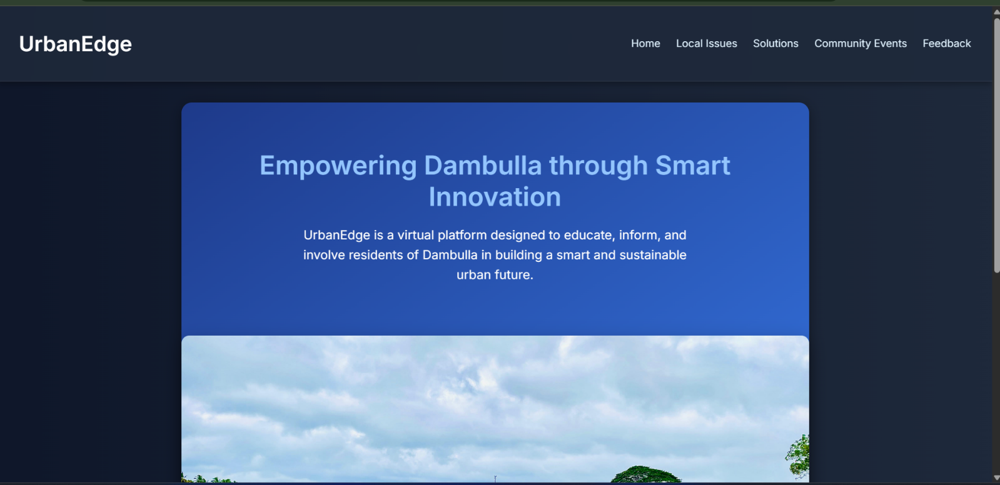 UrbanEdge
Home Local Issues Solutions Community Events Feedback
Empowering Dambulla through Smart
Innovation
UrbanEdge is a virtual platform designed to educate, inform, and
involve residents of Dambulla in building a smart and sustainable
urban future.